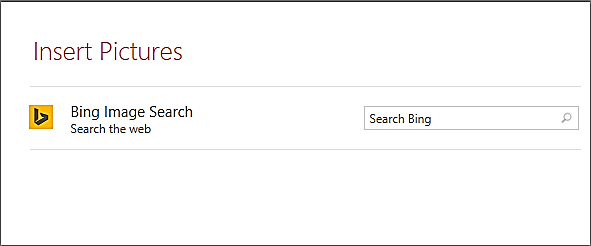 Insert Pictures
Bing Image Search
Search Bing
Search the web